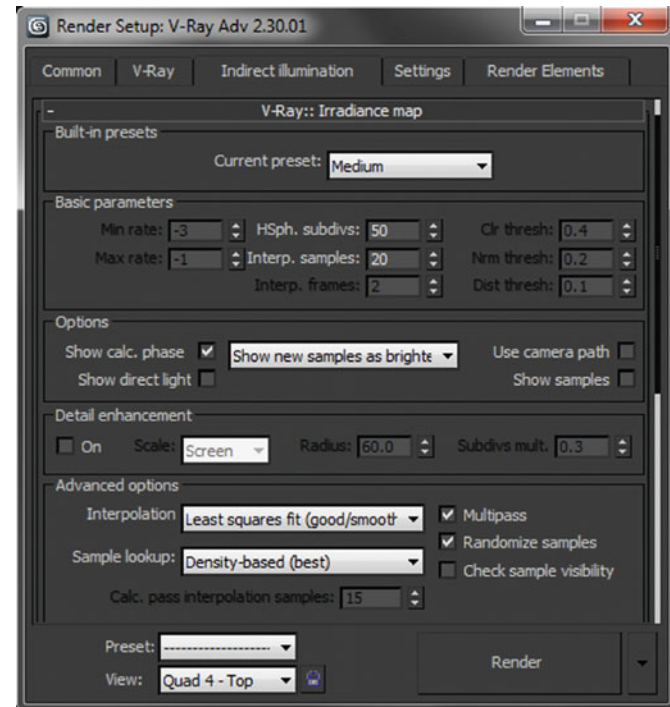 Render Setup: V-Ray Adv 2.30.01
Common V-Ray Indirect illumination Settings Render Elements
- V-Ray:: Irradiance map
Built-in presets
Current preset: Medium
Basic parameters
Min rate: -3 HSph. subdivs: 50 Clr thresh: 0.4
Max rate: -1 Interp. samples: 20 Nrm thresh: 0.2
Interp. frames: 2 Dist thresh: 0.1
Options
Show calc. phase Show new samples as brighte Use camera path
Show direct light Show samples
Detail enhancement
On Scale: Screen Radius: 60.0 Subdivs mult. 0.3
Advanced options
Interpolation Least squares fit (good/smooth Multipass
Randomize samples
Sample lookup: Density-based (best) Check sample visibility
Calc. pass interpolation samples: 15
Preset: -------------------
View: Quad 4 - Top Render